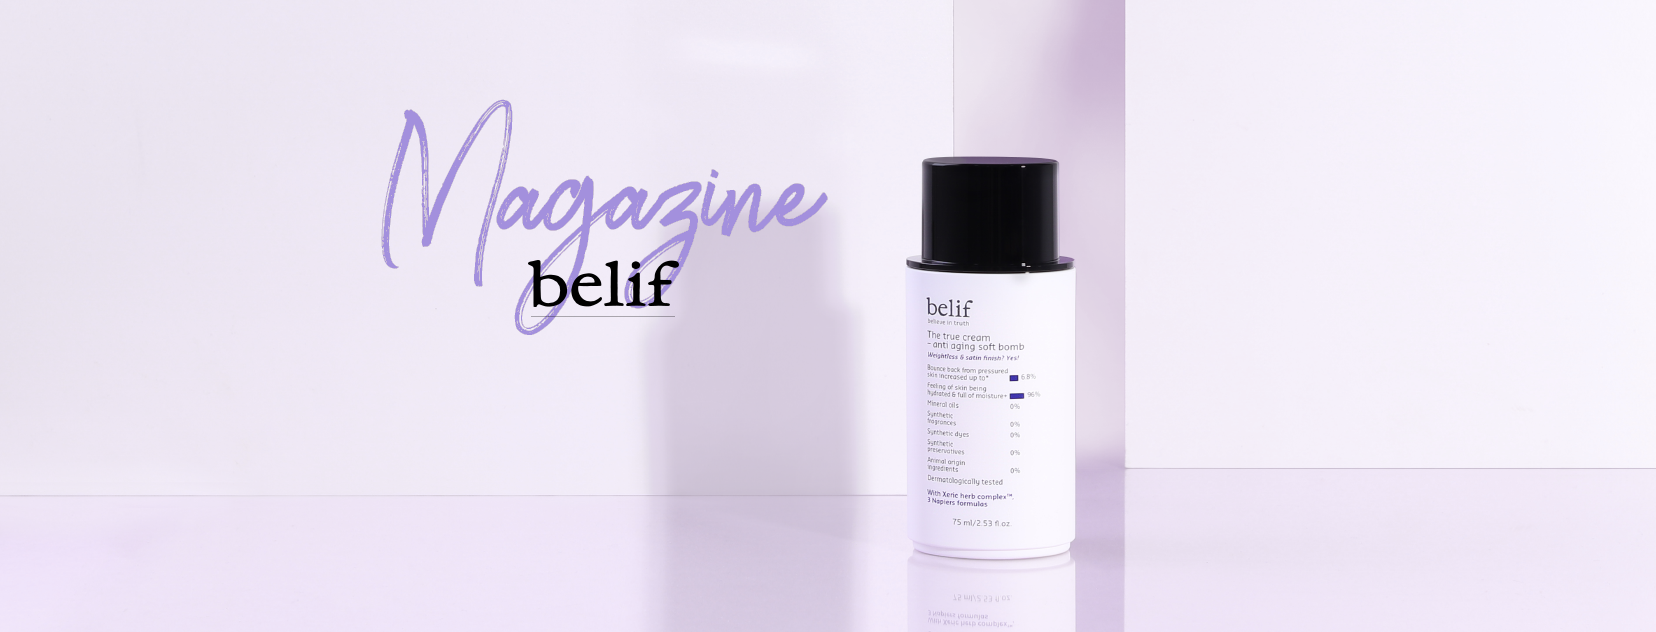 Magazine
belif
belif
believe in truth
The true cream
- anti aging soft bomb
Weightless & satin finish? Yes!
Bounce back from pressured
skin increased up to* 6.8%
Feeling of skin being
hydrated & full of moisture+ 96%
Mineral oils 0%
Synthetic
fragrances 0%
Synthetic dyes 0%
Synthetic
preservatives 0%
Animal origin
ingredients 0%
Dermatologically tested
With Xeric herb complex™,
3 Napiers formulas
75 ml/2.53 fl.oz.